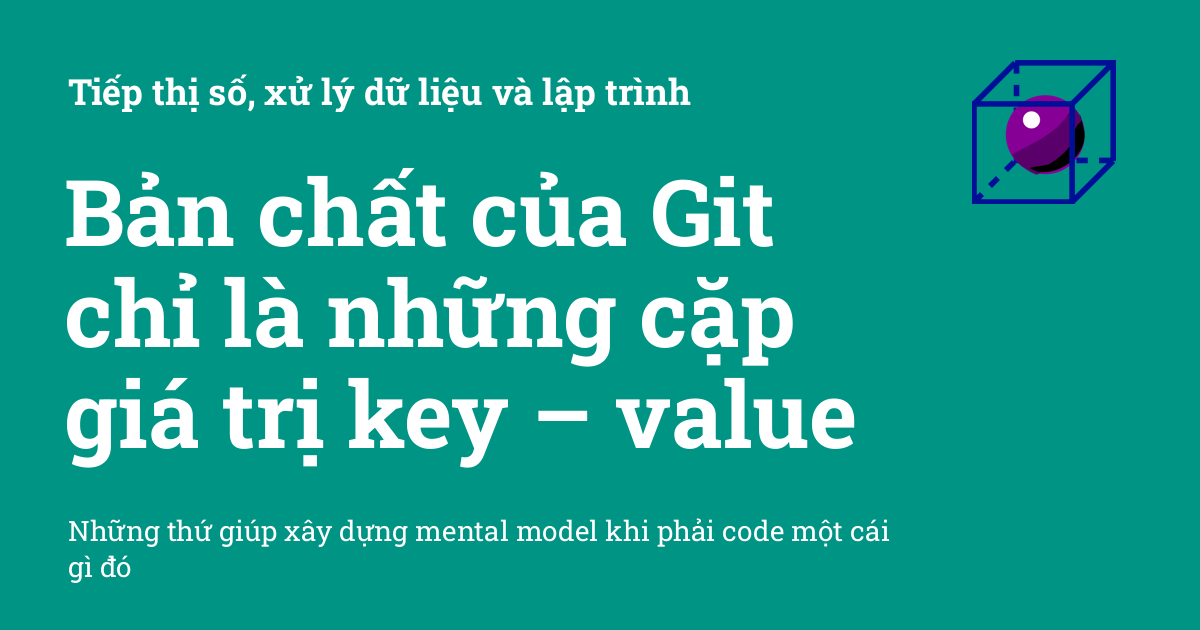 Tiếp thị số, xử lý dữ liệu và lập trình
Bản chất của Git
chỉ là những cặp
giá trị key – value
Những thứ giúp xây dựng mental model khi phải code một cái
gì đó